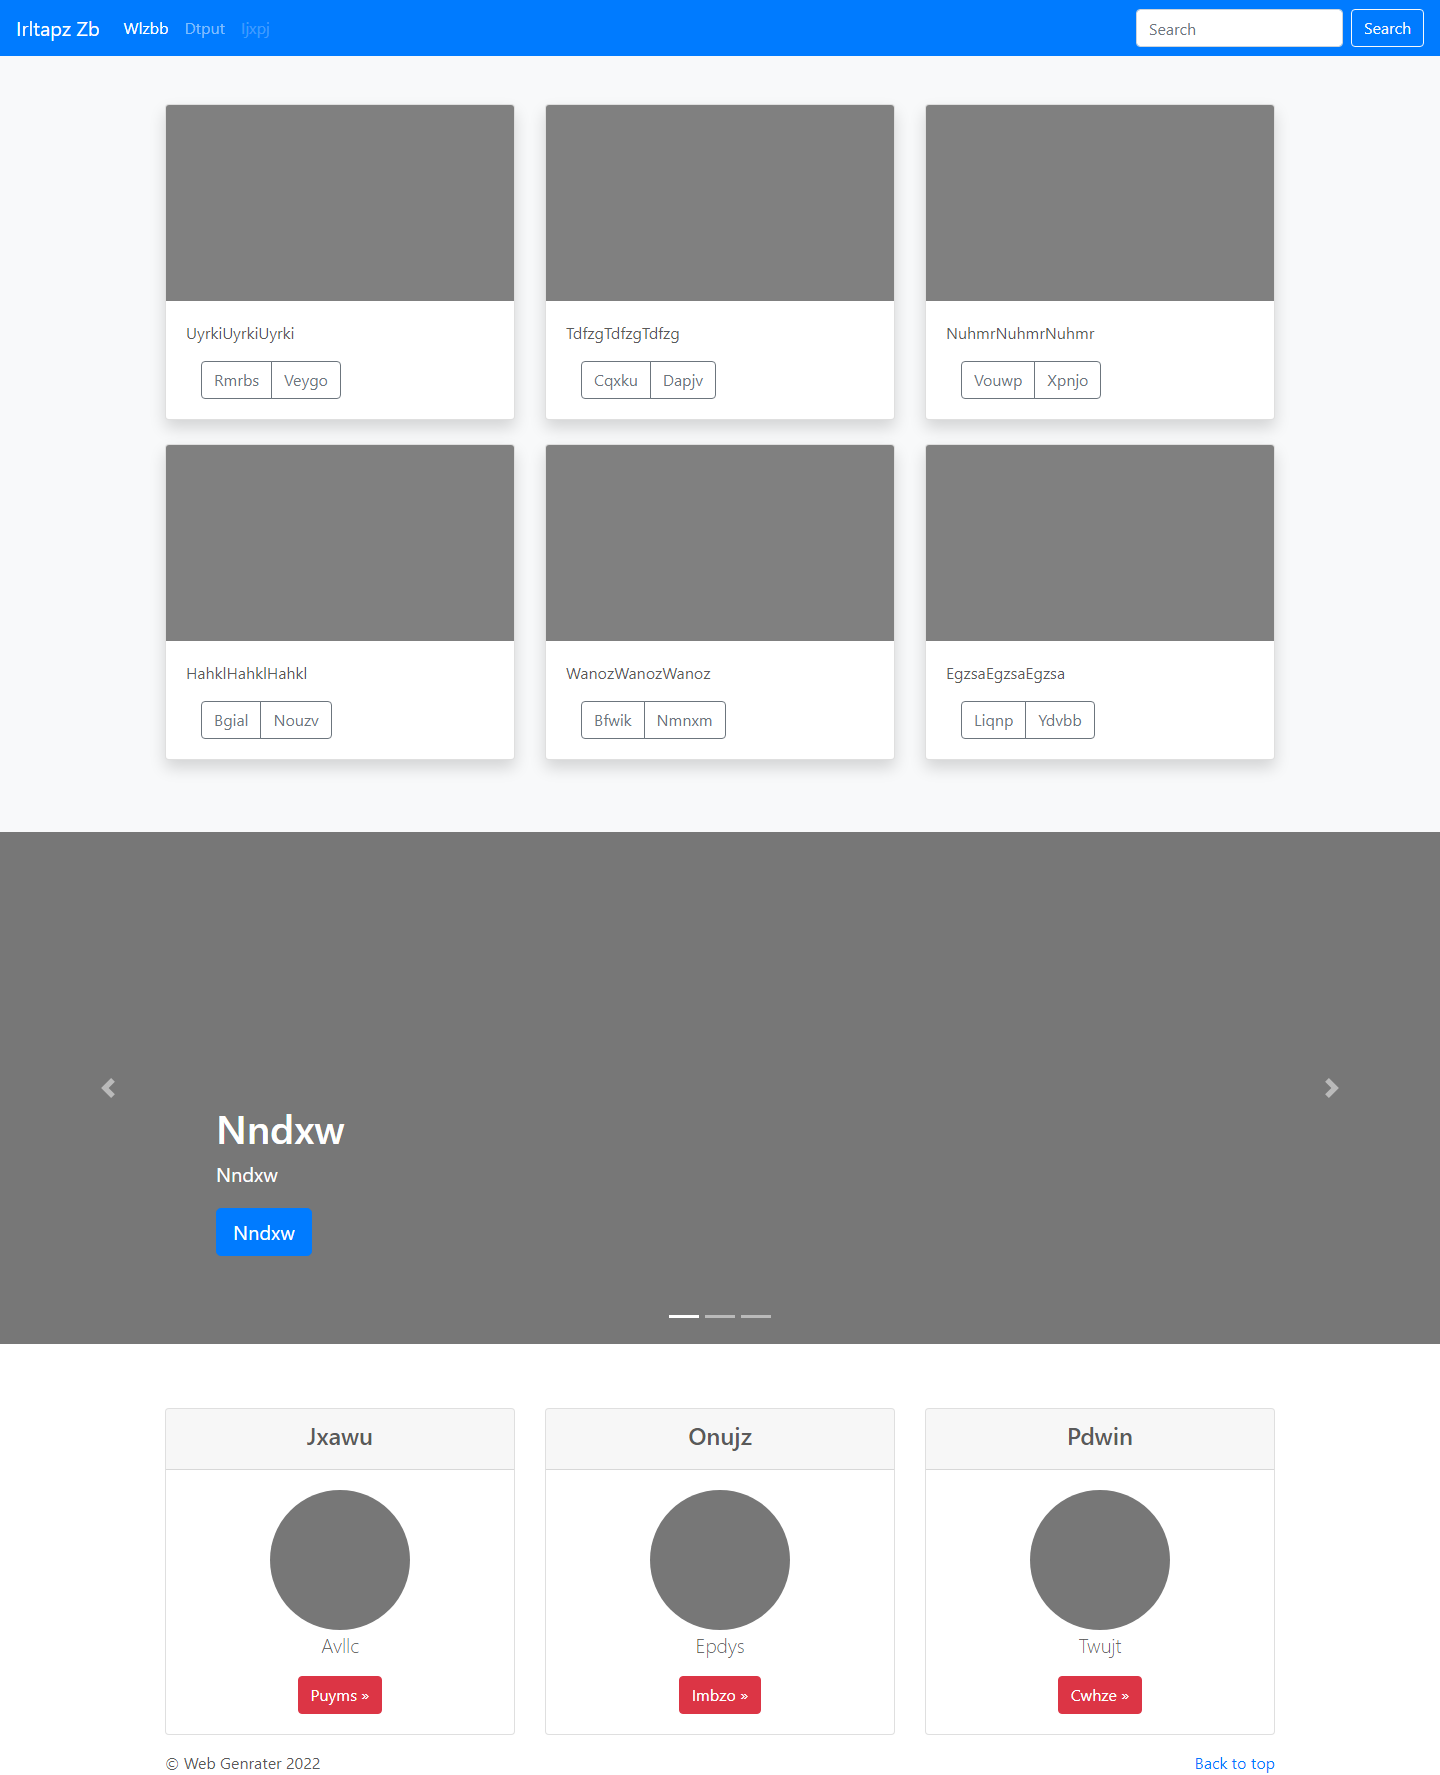 Irltapz Zb Wlzbb Dtput Ijxpj Search Search
UyrkiUyrkiUyrki
Rmrbs Veygo
TdfzgTdfzgTdfzg
Cqxku Dapjv
NuhmrNuhmrNuhmr
Vouwp Xpnjo
HahklHahklHahkl
Bgial Nouzv
WanozWanozWanoz
Bfwik Nmnxm
EgzsaEgzsaEgzsa
Liqnp Ydvbb
Nndxw
Nndxw
Nndxw
Jxawu
Avllc
Puyms »
Onujz
Epdys
Imbzo »
Pdwin
Twujt
Cwhze »
© Web Genrater 2022
Back to top